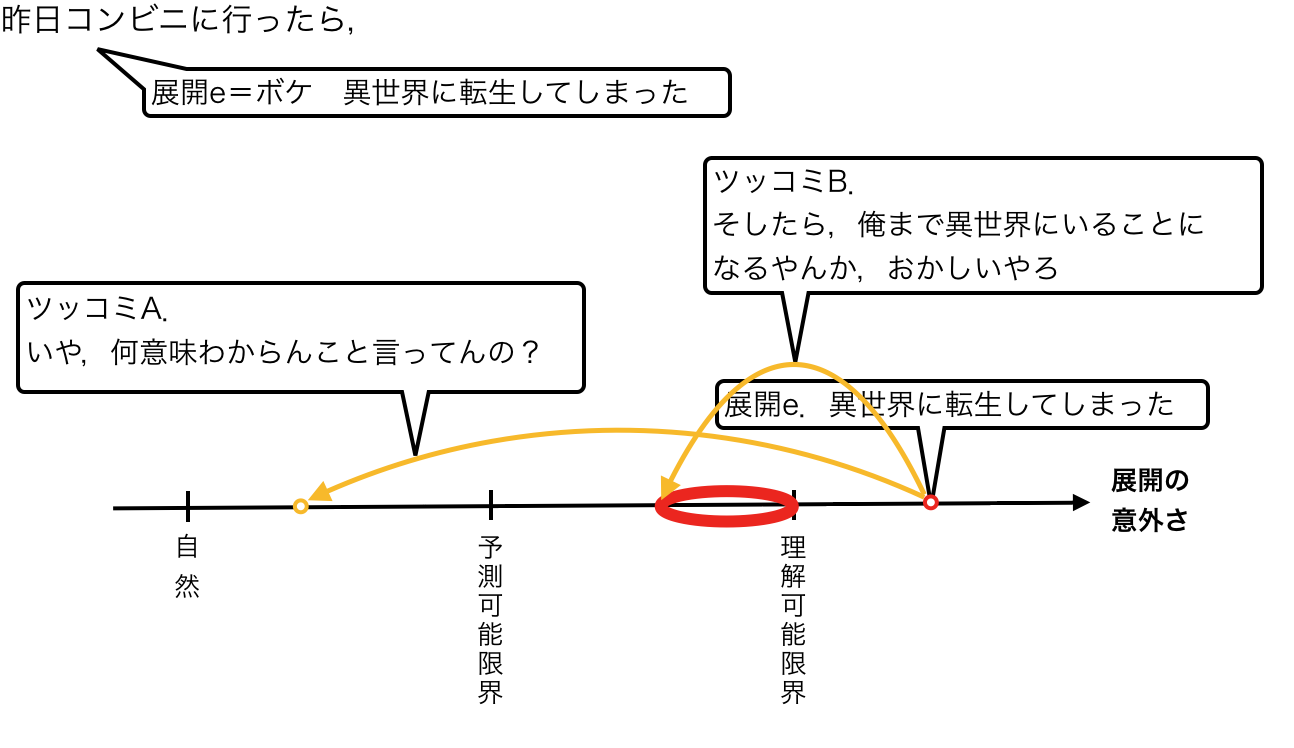 昨日コンビニに行ったら，
展開e＝ボケ　異世界に転生してしまった
ツッコミB．
そしたら，俺まで異世界にいることに
なるやんか，おかしいやろ
ツッコミA．
いや，何意味わからんこと言ってんの？
展開e．異世界に転生してしまった
展開の
意外さ
自然
予測可能限界
理解可能限界